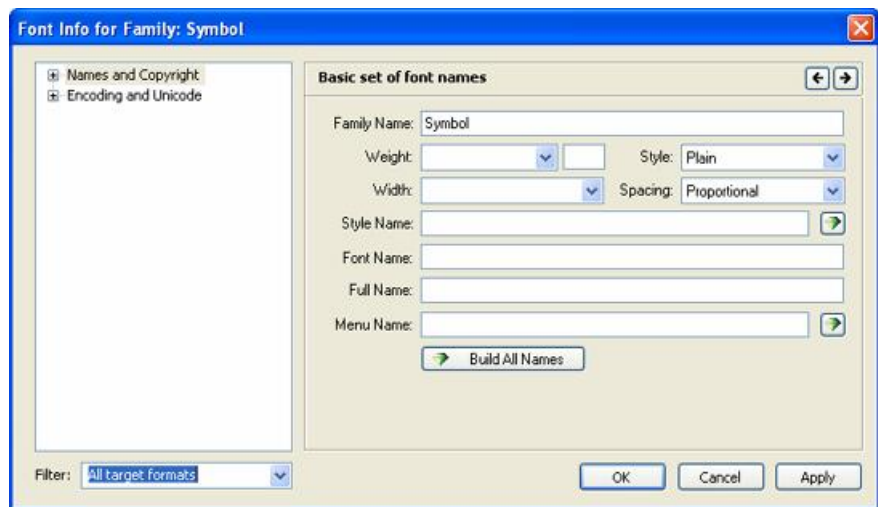 Font Info for Family: Symbol
Names and Copyright
Encoding and Unicode
Basic set of font names
Family Name: Symbol
Weight: Style: Plain
Width: Spacing: Proportional
Style Name:
Font Name:
Full Name:
Menu Name:
Build All Names
Filter: All target formats
OK Cancel Apply